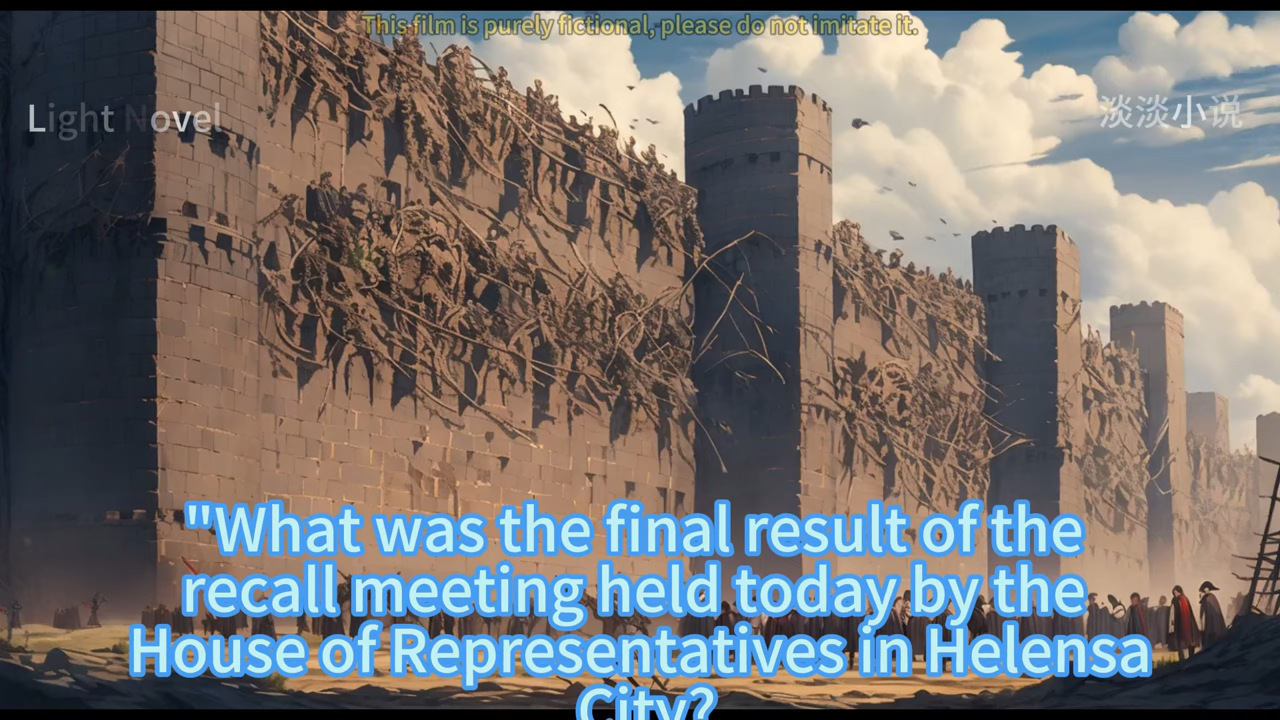 This film is purely fictional, please do not imitate it.
Light Novel
淡淡小说
"What was the final result of the
recall meeting held today by the
House of Representatives in Helensa
City?